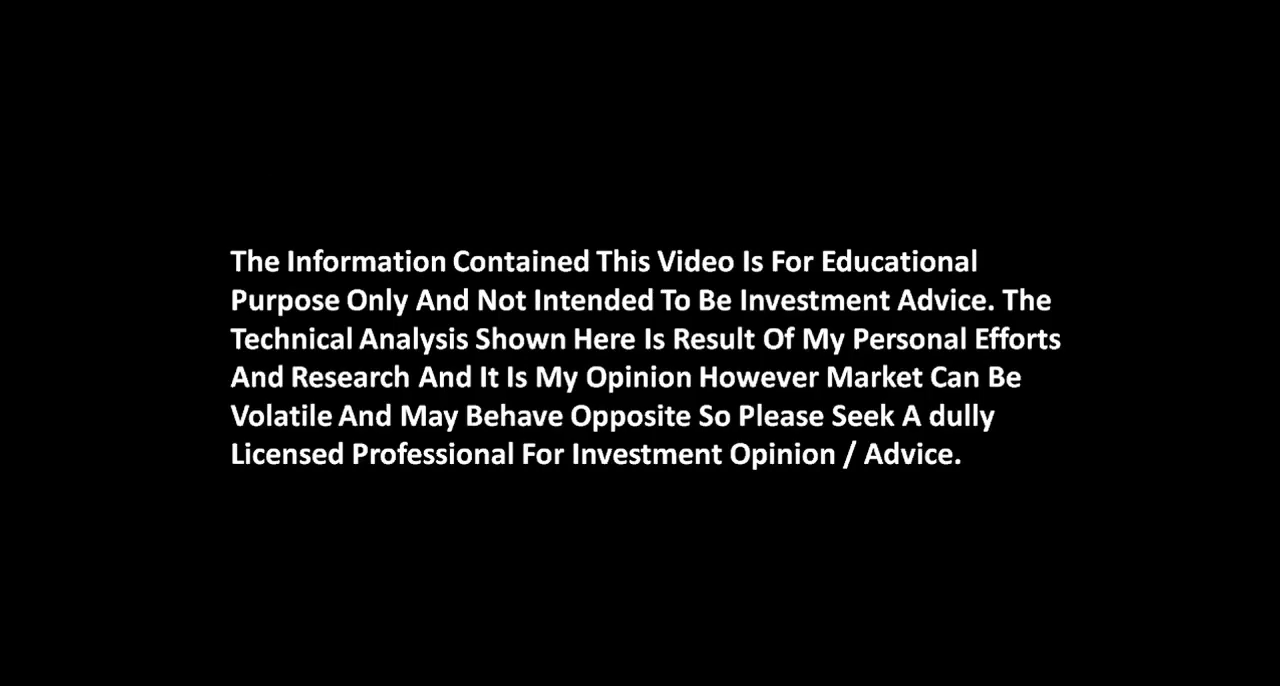 The Information Contained This Video Is For Educational
Purpose Only And Not Intended To Be Investment Advice. The
Technical Analysis Shown Here Is Result Of My Personal Efforts
And Research And It Is My Opinion However Market Can Be
Volatile And May Behave Opposite So Please Seek A dully
Licensed Professional For Investment Opinion / Advice.